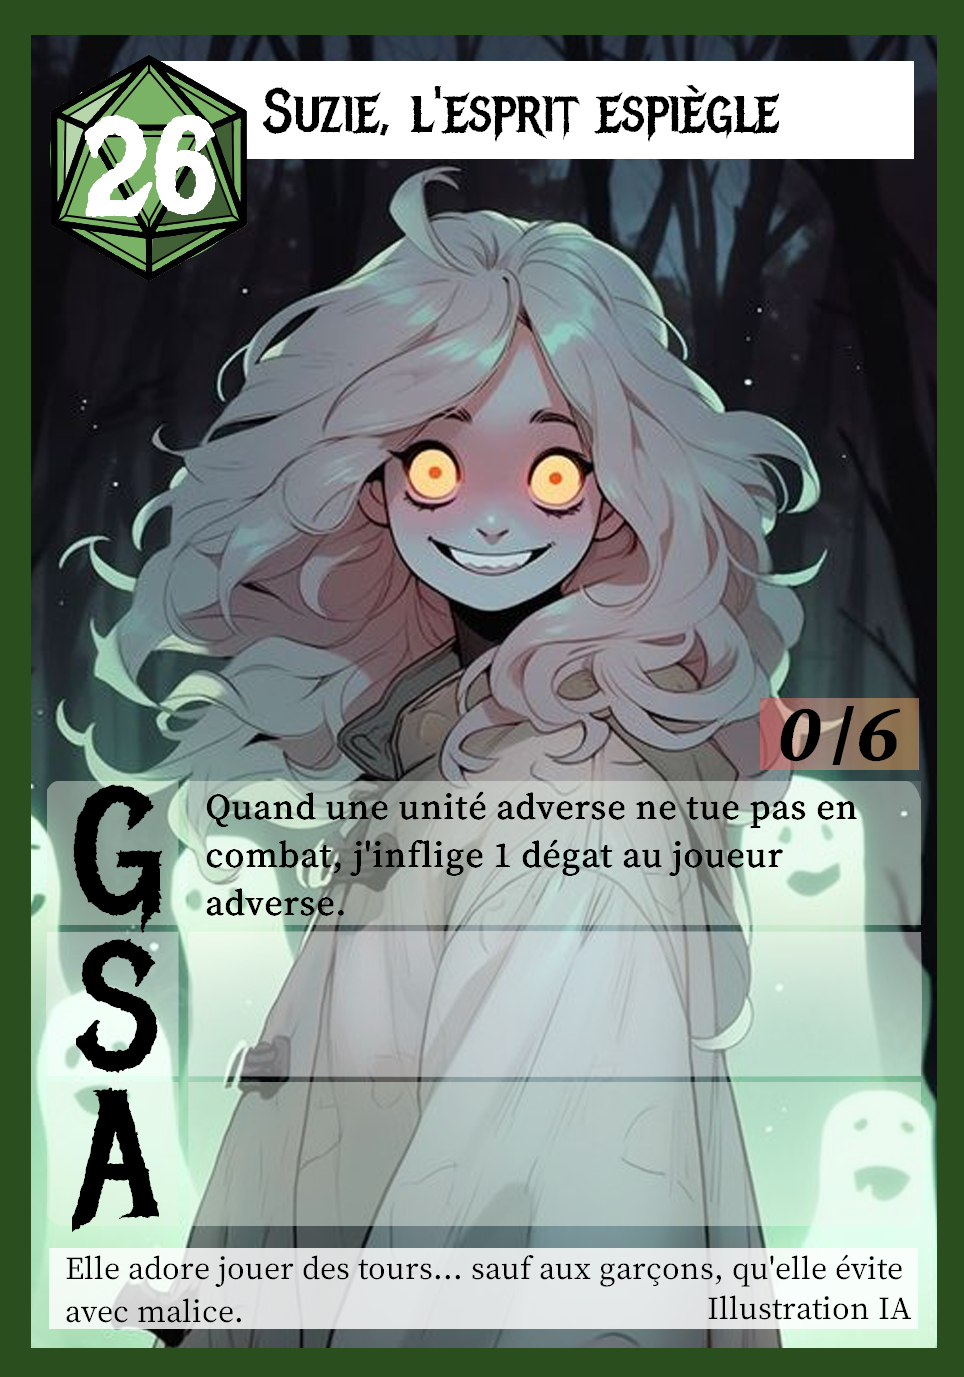 26
Suzie, l'esprit espiègle
0/6
G
Quand une unité adverse ne tue pas en
combat, j'inflige 1 dégat au joueur
adverse.
S
A
Elle adore jouer des tours... sauf aux garçons, qu'elle évite
avec malice.
Illustration IA